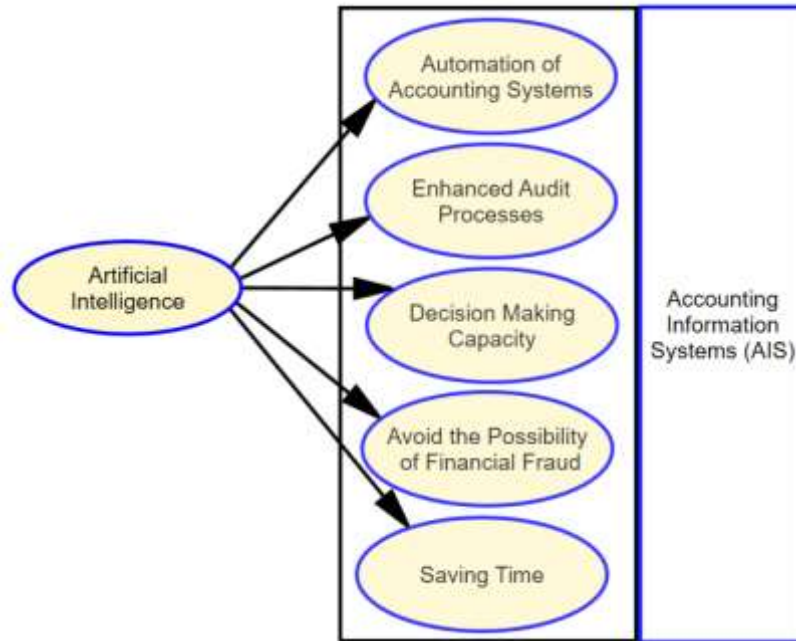 Automation of
Accounting Systems
Enhanced Audit
Processes
Artificial
Intelligence
Decision Making
Capacity
Accounting
Information
Systems (AIS)
Avoid the Possibility
of Financial Fraud
Saving Time